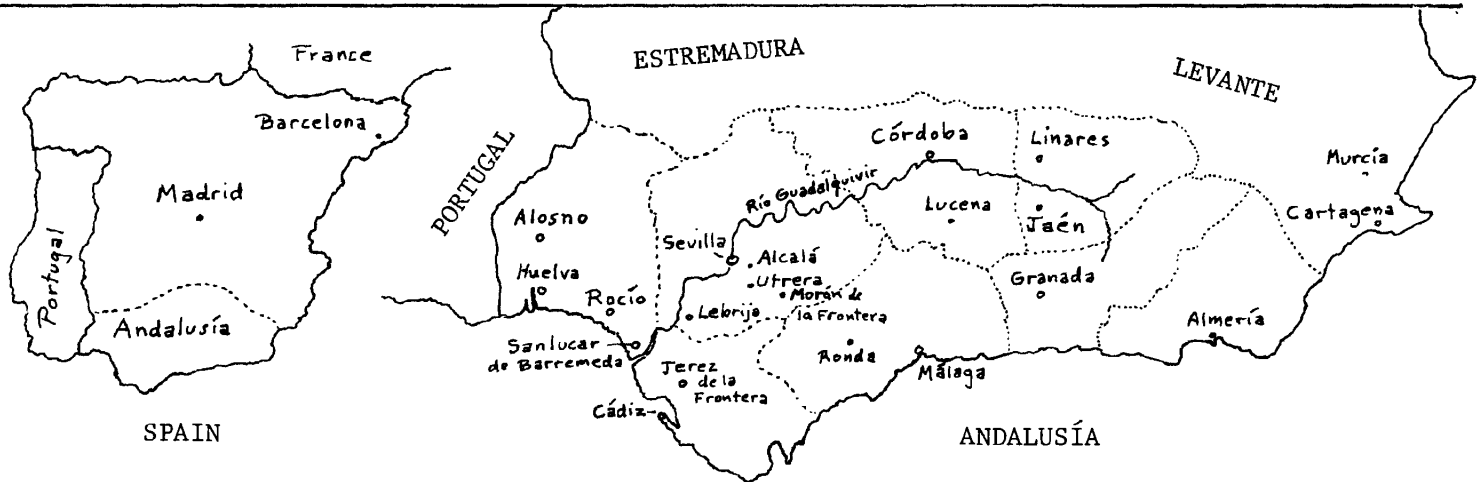 France
Barcelona
Madrid
Portugal
Andalusía
SPAIN
ESTREMADURA
LEVANTE
PORTUGAL
Córdoba
Linares
Murcía
Río Guadalquivir
Alosno
Lucena
Jaén
Cartagena
Sevilla
Alcalá
Huelva
Utrera
Granada
Rocío
Morán de
la Frontera
Lebrija
Almería
Sanlucar
de Barremeda
Ronda
Málaga
Jerez
de la
Frontera
Cádiz
ANDALUSÍA